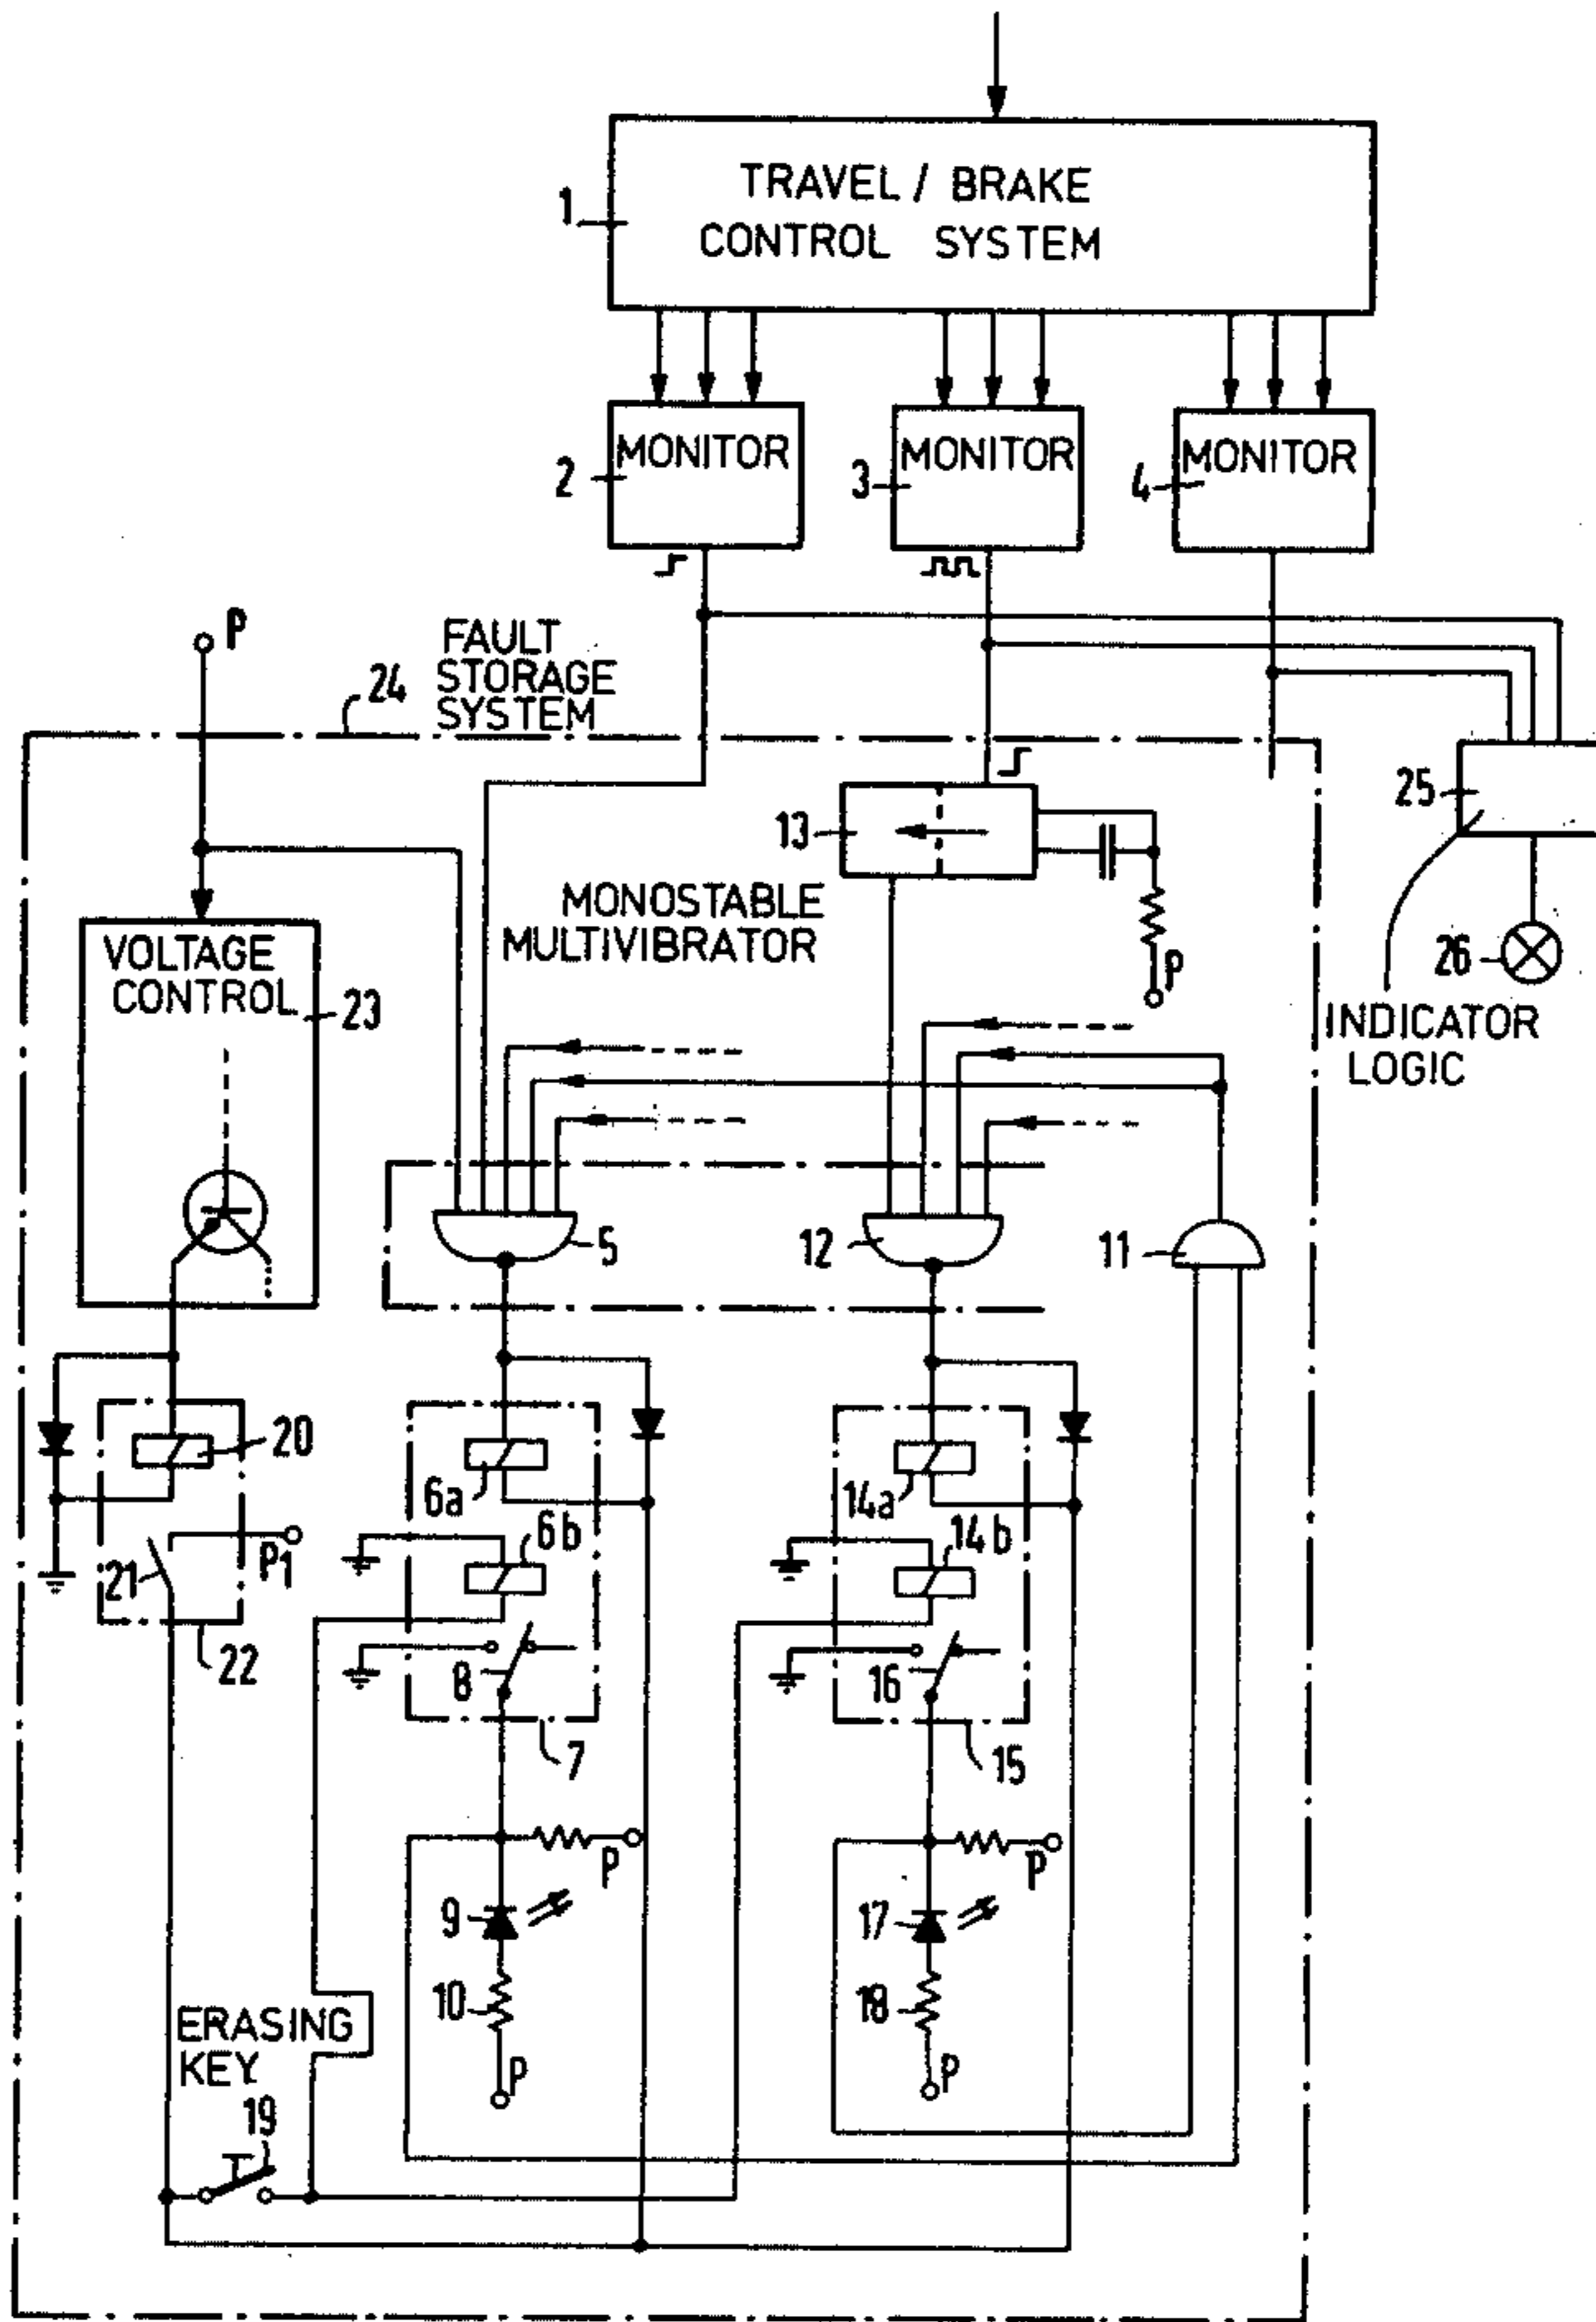 TRAVEL / BRAKE
CONTROL SYSTEM
1
MONITOR
2
MONITOR
3
MONITOR
4
P
FAULT
STORAGE
SYSTEM
24
25
13
MONOSTABLE
MULTIVIBRATOR
P
26
VOLTAGE
CONTROL
23
INDICATOR
LOGIC
5
12
11
20
6a
14a
6b
14b
21
P1
22
8
16
7
15
P
P
9
17
10
18
P
P
ERASING
KEY
19